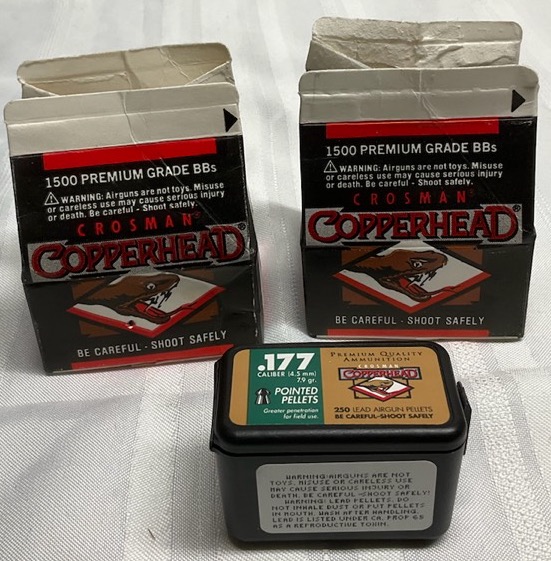 1500 PREMIUM GRADE BBs
⚠ WARNING: Airguns are not toys. Misuse
or careless use may cause serious injury
or death. Be careful - Shoot safely.
CROSMAN®
COPPERHEAD®
BE CAREFUL - SHOOT SAFELY
1500 PREMIUM GRADE BBs
⚠ WARNING: Airguns are not toys. Misuse
or careless use may cause serious injury
or death. Be careful - Shoot safely.
CROSMAN®
COPPERHEAD®
BE CAREFUL - SHOOT SAFELY
.177
CALIBER (4.5 mm)
7.9 gr.
POINTED
PELLETS
Greater penetration
for field use.
PREMIUM QUALITY
AMMUNITION
CROSMAN
COPPERHEAD
250 LEAD AIRGUN PELLETS
BE CAREFUL-SHOOT SAFELY
WARNING:AIRGUNS ARE NOT
TOYS. MISUSE OR CARELESS USE
MAY CAUSE SERIOUS INJURY OR
DEATH. BE CAREFUL -SHOOT SAFELY!
WARNING: LEAD PELLETS. DO
NOT INHALE DUST OR PUT PELLETS
IN MOUTH. WASH AFTER HANDLING.
LEAD IS LISTED UNDER CA. PROP 65
AS A REPRODUCTIVE TOXIN.